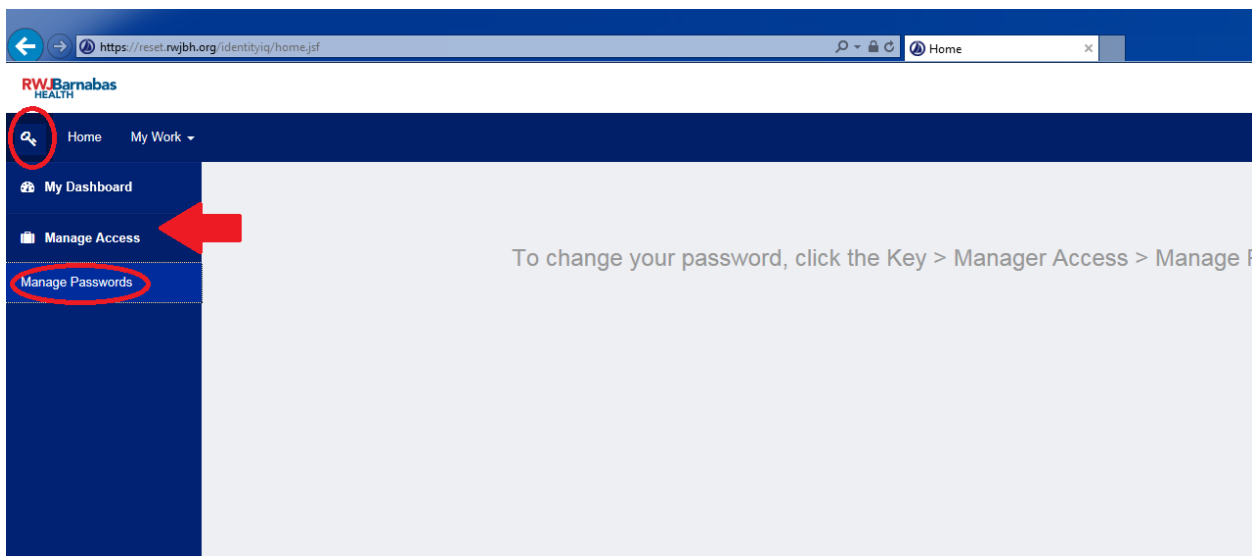 https://reset.rwjbh.org/identityiq/home.jsf
Home
RWJBarnabas
HEALTH
Home My Work
My Dashboard
Manage Access
To change your password, click the Key > Manager Access > Manage
Manage Passwords